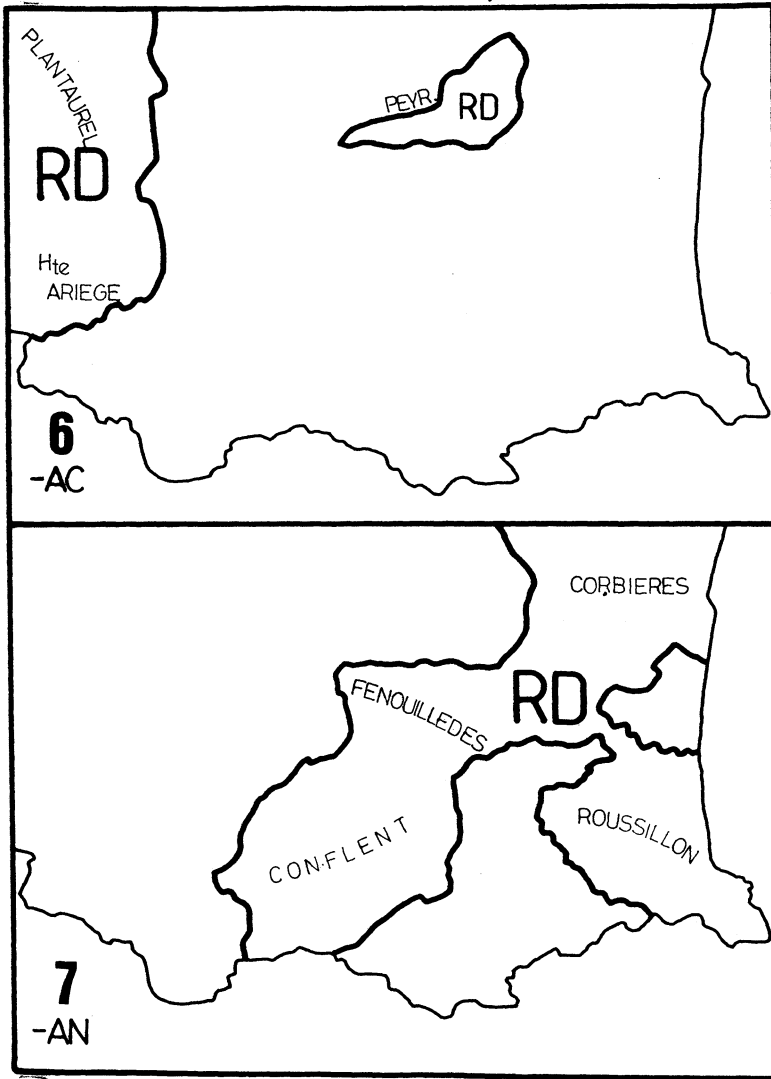 PLANTAUREL
PEYR.
RD
RD
Hte
ARIEGE
6
-AC
CORBIERES
FENOUILLEDES
RD
CONFLENT
ROUSSILLON
7
-AN